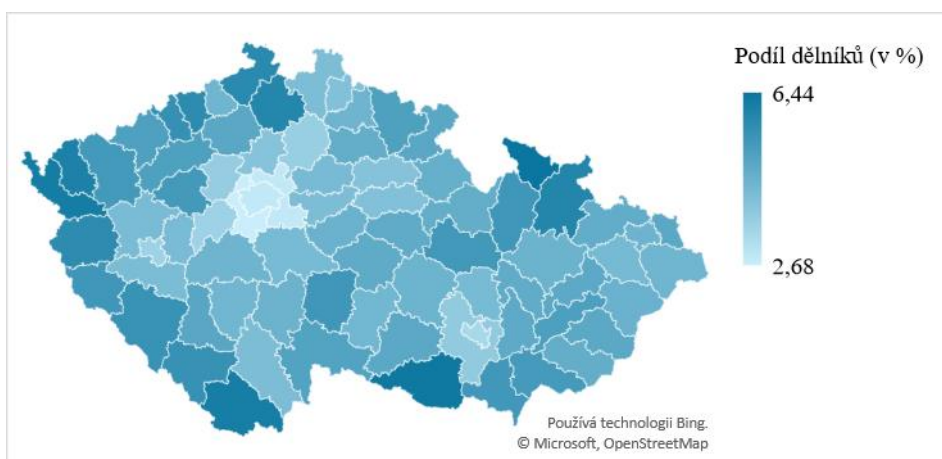 Podíl dělníků (v %)
6,44
2,68
Používá technologii Bing.
© Microsoft, OpenStreetMap